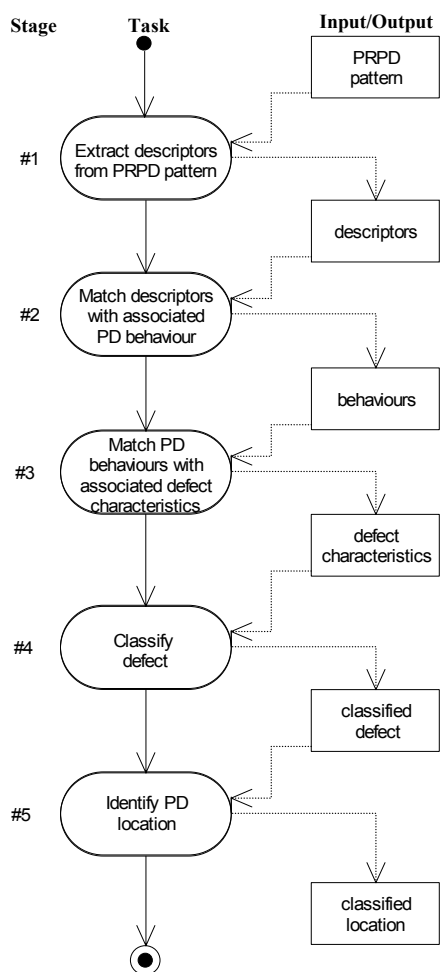 Stage Task Input/Output
PRPD
pattern
#1
Extract descriptors
from PRPD pattern
descriptors
#2
Match descriptors
with associated
PD behaviour
behaviours
#3
Match PD
behaviours with
associated defect
characteristics
defect
characteristics
#4
Classify
defect
classified
defect
#5
Identify PD
location
classified
location